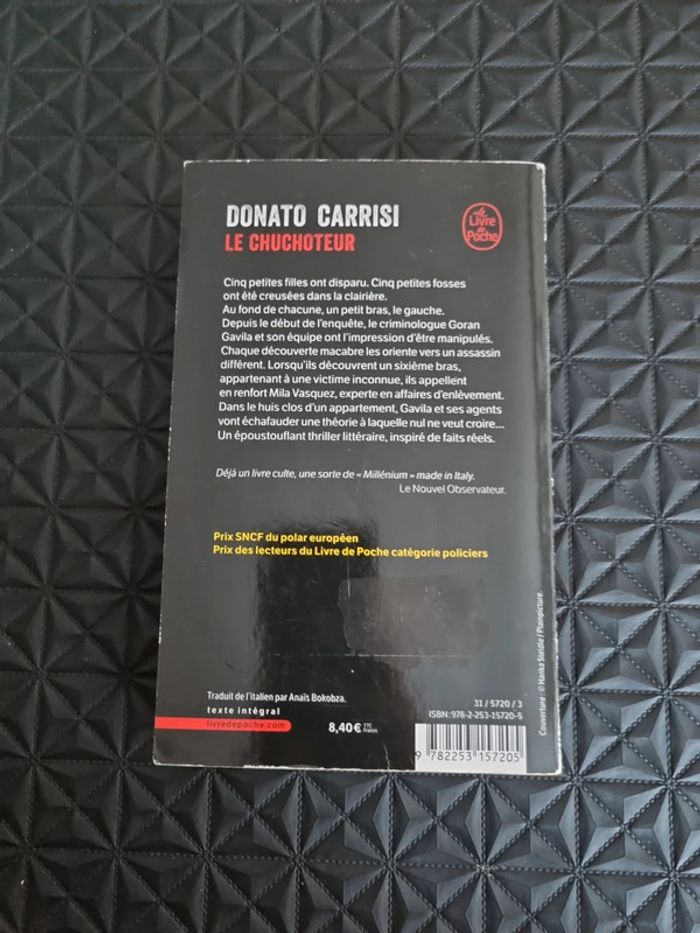 DONATO CARRISI
LE CHUCHOTEUR
Le
Livre
de
Poche
Cinq petites filles ont disparu. Cinq petites fosses
ont été creusées dans la clairière.
Au fond de chacune, un petit bras, le gauche.
Depuis le début de l'enquête, le criminologue Goran
Gavila et son équipe ont l'impression d'être manipulés.
Chaque découverte macabre les oriente vers un assassin
différent. Lorsqu'ils découvrent un sixième bras,
appartenant à une victime inconnue, ils appellent
en renfort Mila Vasquez, experte en affaires d'enlèvement.
Dans le huis clos d'un appartement, Gavila et ses agents
vont échafauder une théorie à laquelle nul ne veut croire...
Un époustouflant thriller littéraire, inspiré de faits réels.
Déjà un livre culte, une sorte de « Millénium » made in Italy.
Le Nouvel Observateur.
Prix SNCF du polar européen
Prix des lecteurs du Livre de Poche catégorie policiers
Traduit de l'italien par Anaïs Bokobza.
texte intégral
livredepoche.com
8,40 € TTC
France
31 / 5720 / 3
ISBN: 978-2-253-15720-5
9 782253 157205
Couverture : © Hanka Steidle / Plainpicture.